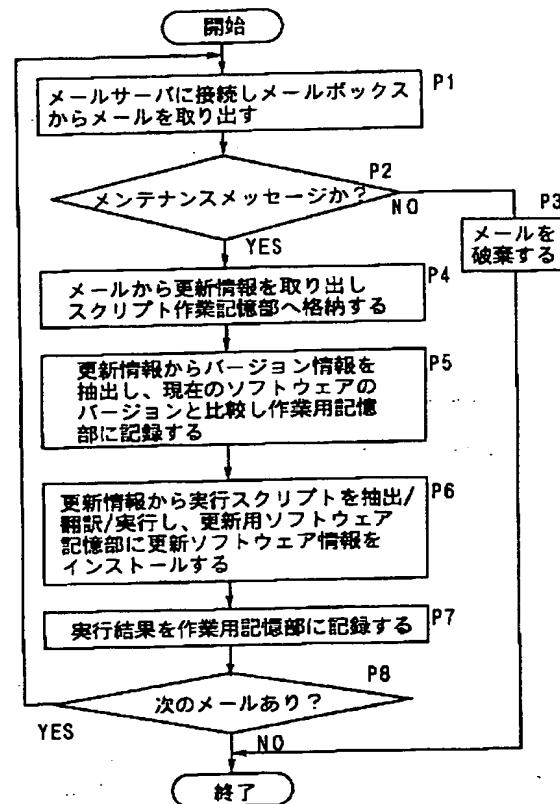 開始
P1
メールサーバに接続しメールボックス
からメールを取り出す
P2
メンテナンスメッセージか?
NO
P3
メールを
破棄する
YES
P4
メールから更新情報を取り出し
スクリプト作業記憶部へ格納する
P5
更新情報からバージョン情報を
抽出し、現在のソフトウェアの
バージョンと比較し作業用記憶
部に記録する
P6
更新情報から実行スクリプトを抽出/
翻訳/実行し、更新用ソフトウェア
記憶部に更新ソフトウェア情報を
インストールする
P7
実行結果を作業用記憶部に記録する
P8
次のメールあり?
YES
NO
終了